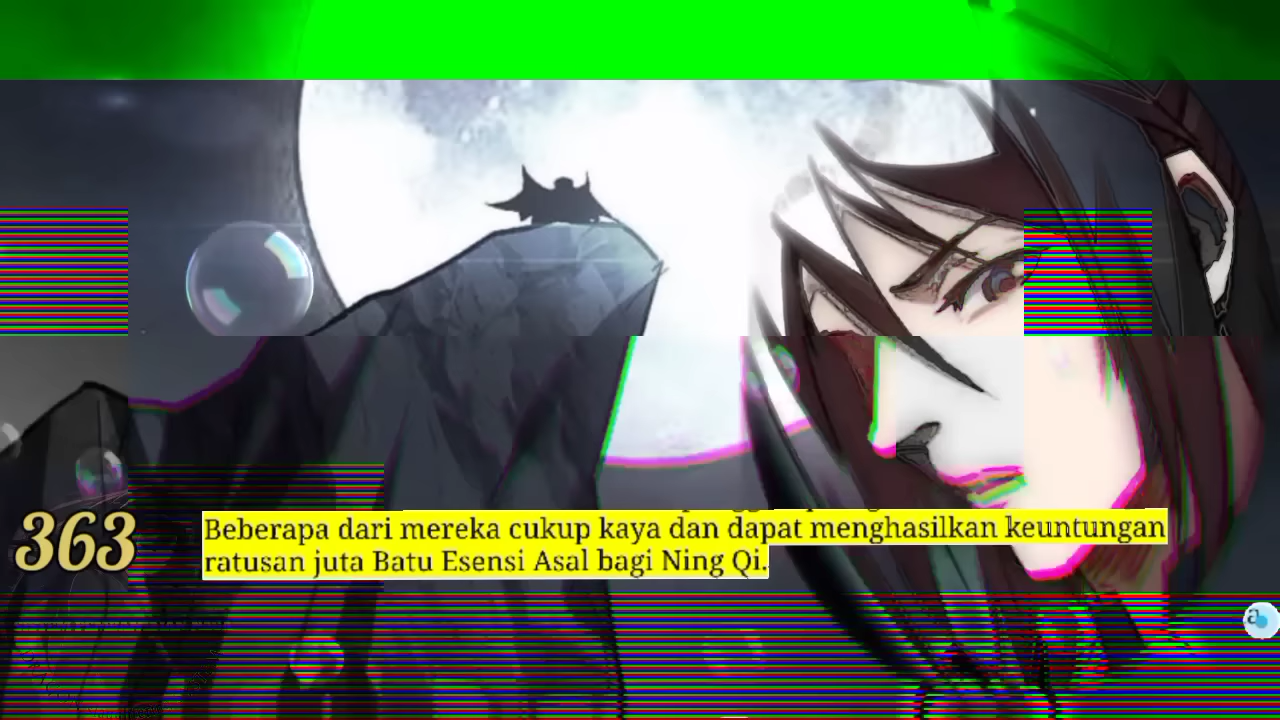 363
Beberapa dari mereka cukup kaya dan dapat menghasilkan keuntungan
ratusan juta Batu Esensi Asal bagi Ning Qi.
a